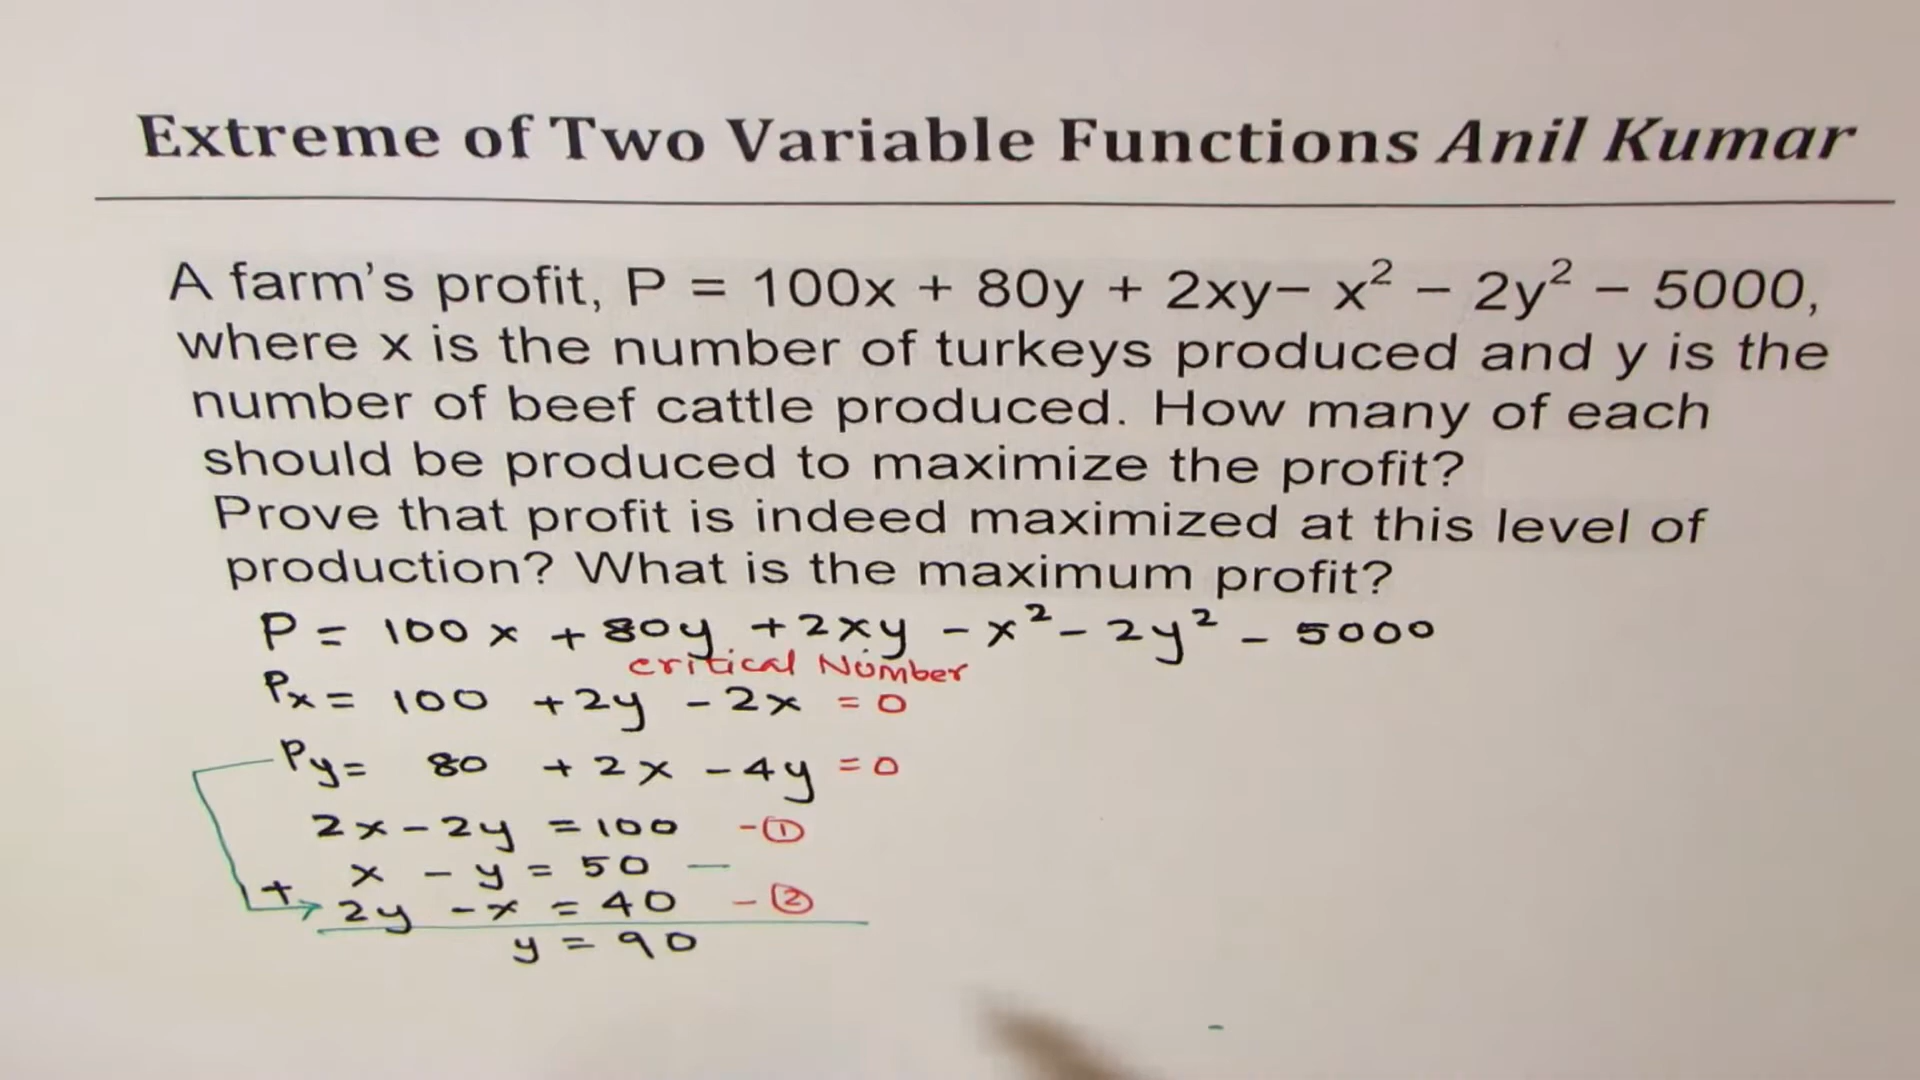 Extreme of Two Variable Functions Anil Kumar
A farm's profit, P = 100x + 80y + 2xy− x² − 2y² − 5000,
where x is the number of turkeys produced and y is the
number of beef cattle produced. How many of each
should be produced to maximize the profit?
Prove that profit is indeed maximized at this level of
production? What is the maximum profit?
P = 100x + 80y + 2xy − x² − 2y² − 5000
critical Number
Px = 100 + 2y − 2x = 0
Py = 80 + 2x − 4y = 0
2x − 2y = 100 − ①
x − y = 50 —
+ 2y − x = 40 − ②
y = 90